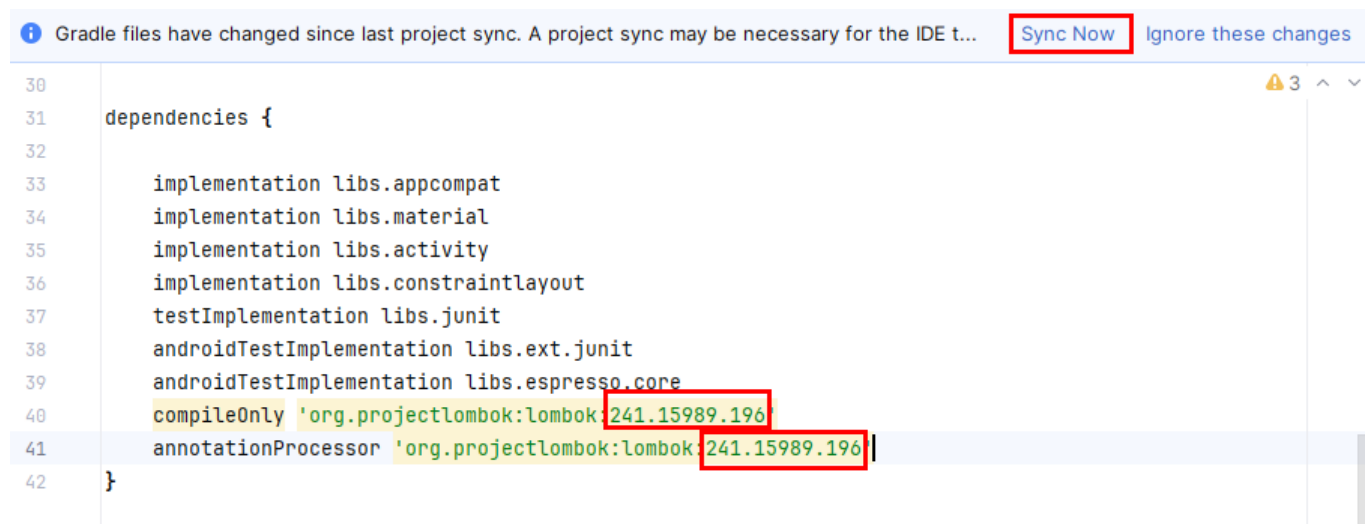 Gradle files have changed since last project sync. A project sync may be necessary for the IDE t... Sync Now Ignore these changes
30 3
31 dependencies {
32
33 implementation libs.appcompat
34 implementation libs.material
35 implementation libs.activity
36 implementation libs.constraintlayout
37 testImplementation libs.junit
38 androidTestImplementation libs.ext.junit
39 androidTestImplementation libs.espresso.core
40 compileOnly 'org.projectlombok:lombok:241.15989.196'
41 annotationProcessor 'org.projectlombok:lombok:241.15989.196'
42 }